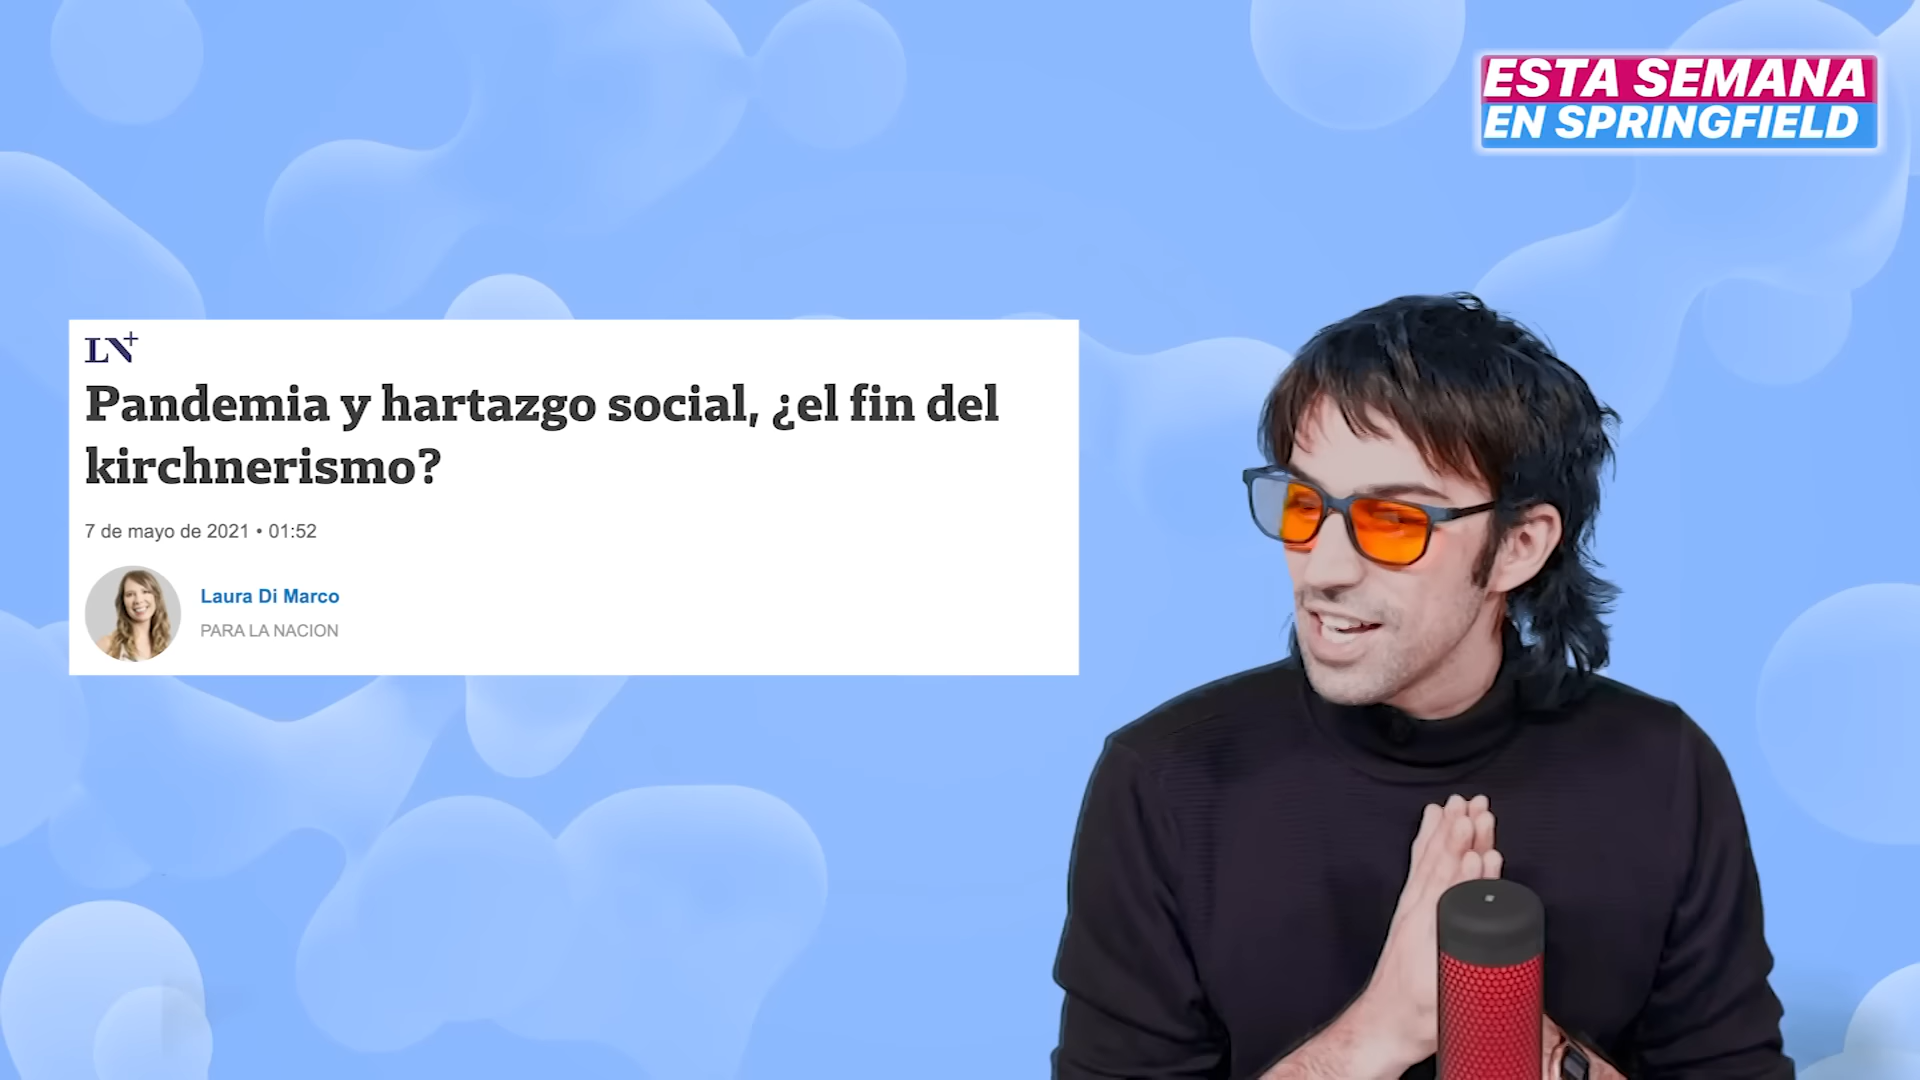 ESTA SEMANA
EN SPRINGFIELD
LN+
Pandemia y hartazgo social, ¿el fin del
kirchnerismo?
7 de mayo de 2021 • 01:52
Laura Di Marco
PARA LA NACION